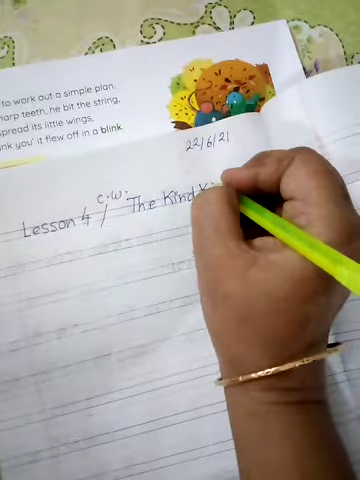 to work out a simple plan.
harp teeth, he bit the string,
spread its little wings,
nk you' it flew off in a blink.
22/6/21
C.W.
Lesson 4 / The Kind